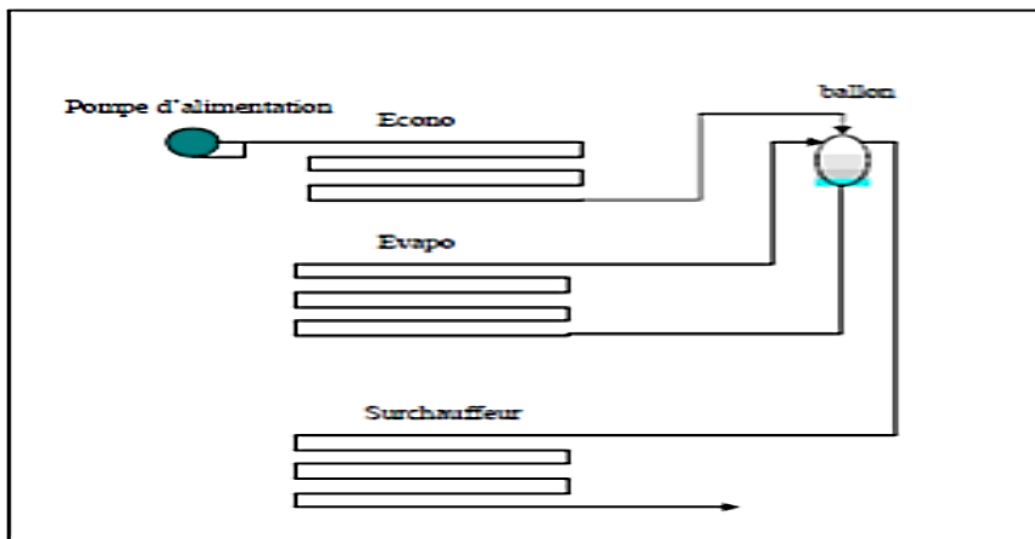 ballon
Pompe d'alimentation
Econo
Evapo
Surchauffeur